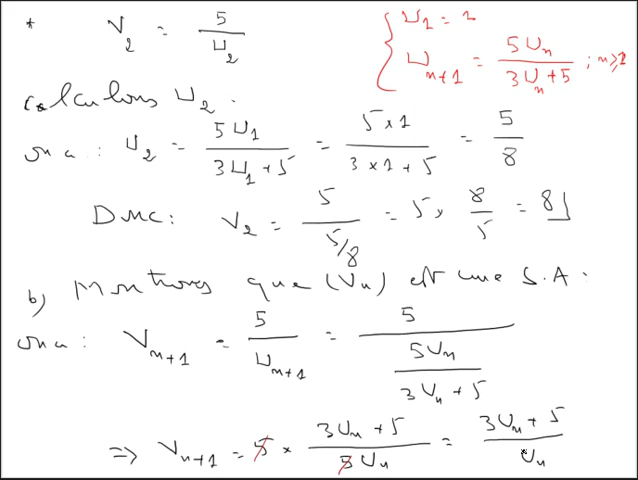 * V₂ = 5/U₂
{ U₁ = 1
U_{n+1} = 5U_n / (3U_n + 5) ; n ≥ 1
Calculons U₂.
on a : U₂ = 5U₁ / (3U₁ + 5) = 5×1 / (3×1 + 5) = 5/8
Donc : V₂ = 5 / (5/8) = 5 × 8/5 = 8
b) Montrons que (V_n) est une S.A.
on a : V_{n+1} = 5/U_{n+1} = 5 / (5U_n / (3U_n + 5))
⇒ V_{n+1} = 5 × (3U_n + 5) / 5U_n = (3U_n + 5) / U_n